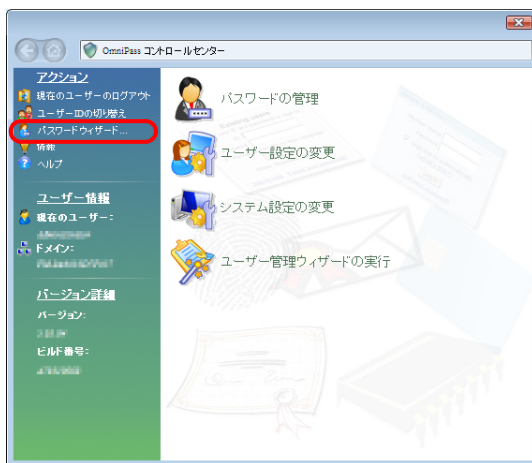 OmniPass コントロールセンター
アクション
現在のユーザーのログアウト
ユーザーIDの切り替え
パスワードウィザード...
情報
ヘルプ
ユーザー情報
現在のユーザー:
ドメイン:
バージョン詳細
バージョン:
ビルド番号:
パスワードの管理
ユーザー設定の変更
システム設定の変更
ユーザー管理ウィザードの実行